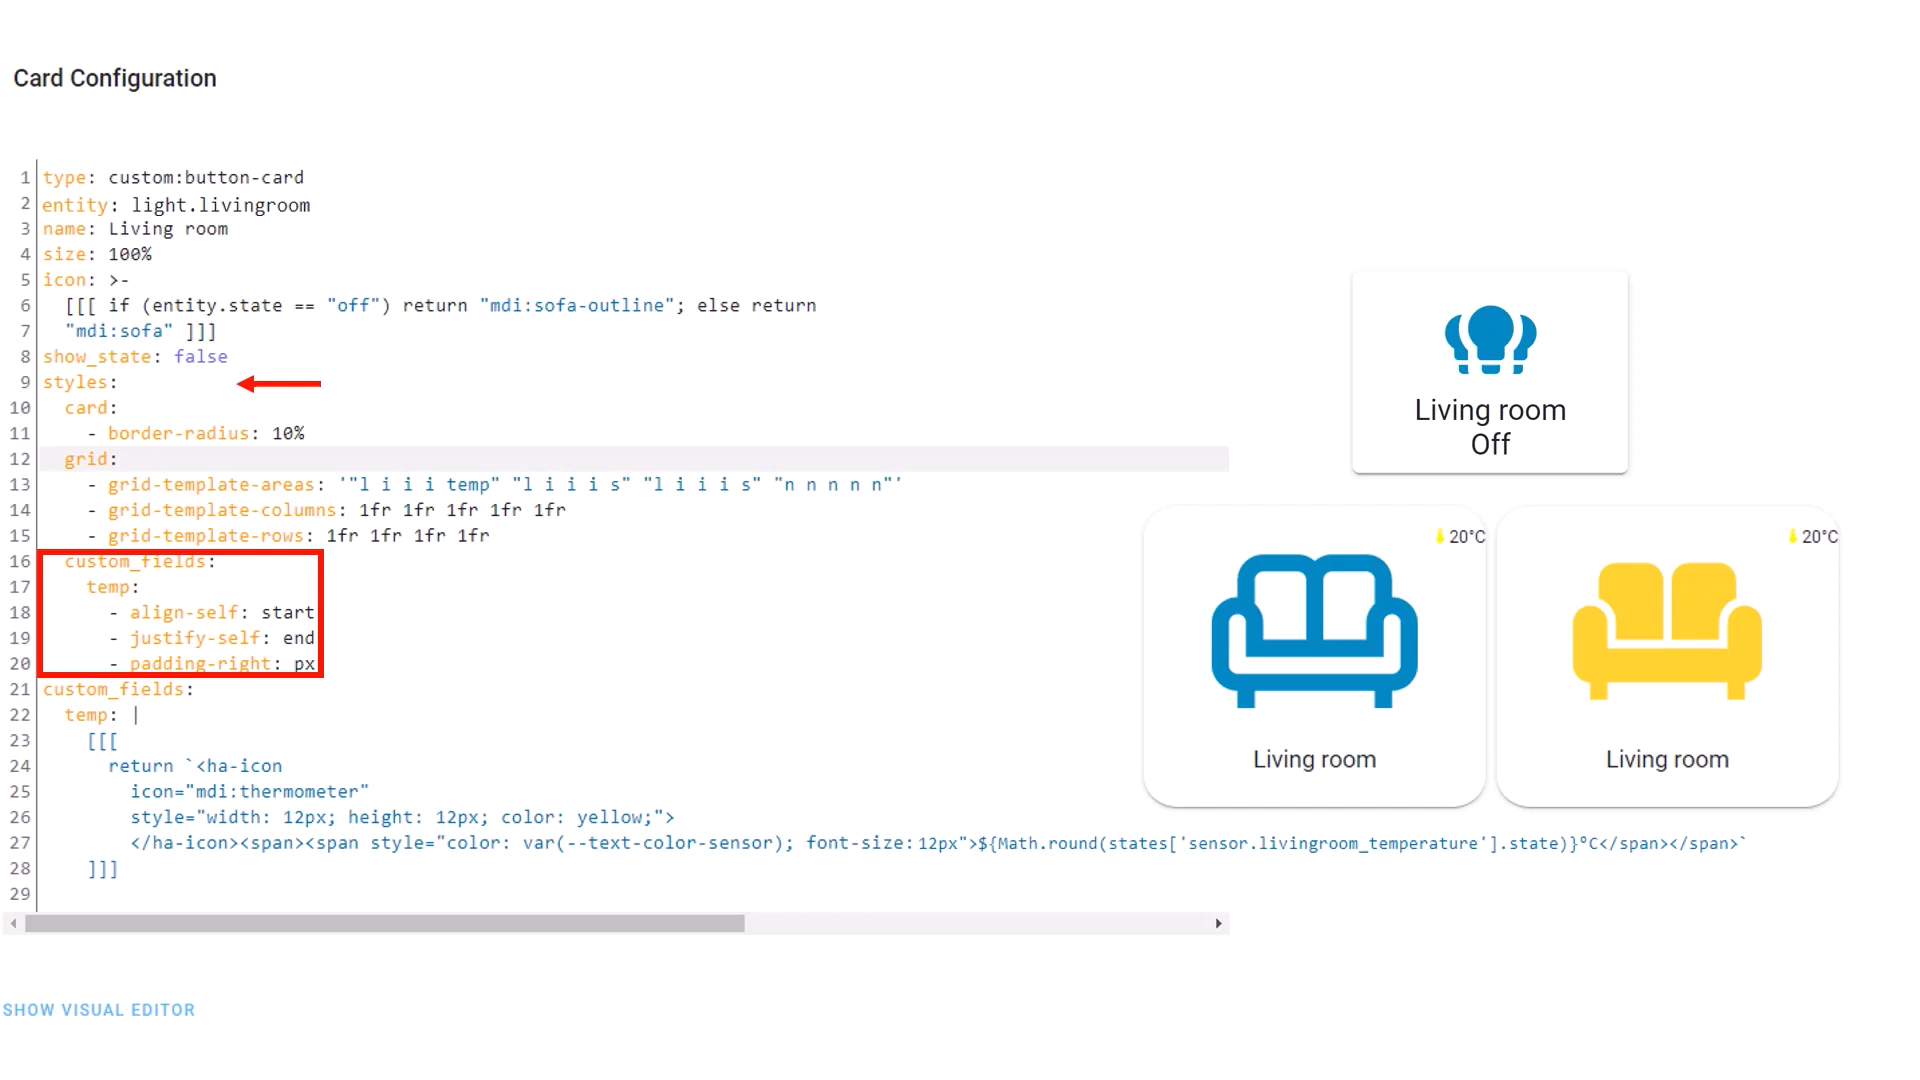 Card Configuration
1 type: custom:button-card
2 entity: light.livingroom
3 name: Living room
4 size: 100%
5 icon: >-
6 [[[ if (entity.state == "off") return "mdi:sofa-outline"; else return
7 "mdi:sofa" ]]]
8 show_state: false
9 styles:
10 card:
11 - border-radius: 10%
12 grid:
13 - grid-template-areas: '"l i i i temp" "l i i i s" "l i i i s" "n n n n n"'
14 - grid-template-columns: 1fr 1fr 1fr 1fr 1fr
15 - grid-template-rows: 1fr 1fr 1fr 1fr
16 custom_fields:
17 temp:
18 - align-self: start
19 - justify-self: end
20 - padding-right: px
21 custom_fields:
22 temp: |
23 [[[
24 return `<ha-icon
25 icon="mdi:thermometer"
26 style="width: 12px; height: 12px; color: yellow;">
27 </ha-icon><span><span style="color: var(--text-color-sensor); font-size: 12px">${Math.round(states['sensor.livingroom_temperature'].state)}°C</span></span>`
28 ]]]
29
SHOW VISUAL EDITOR
Living room
Off
20°C
Living room
20°C
Living room